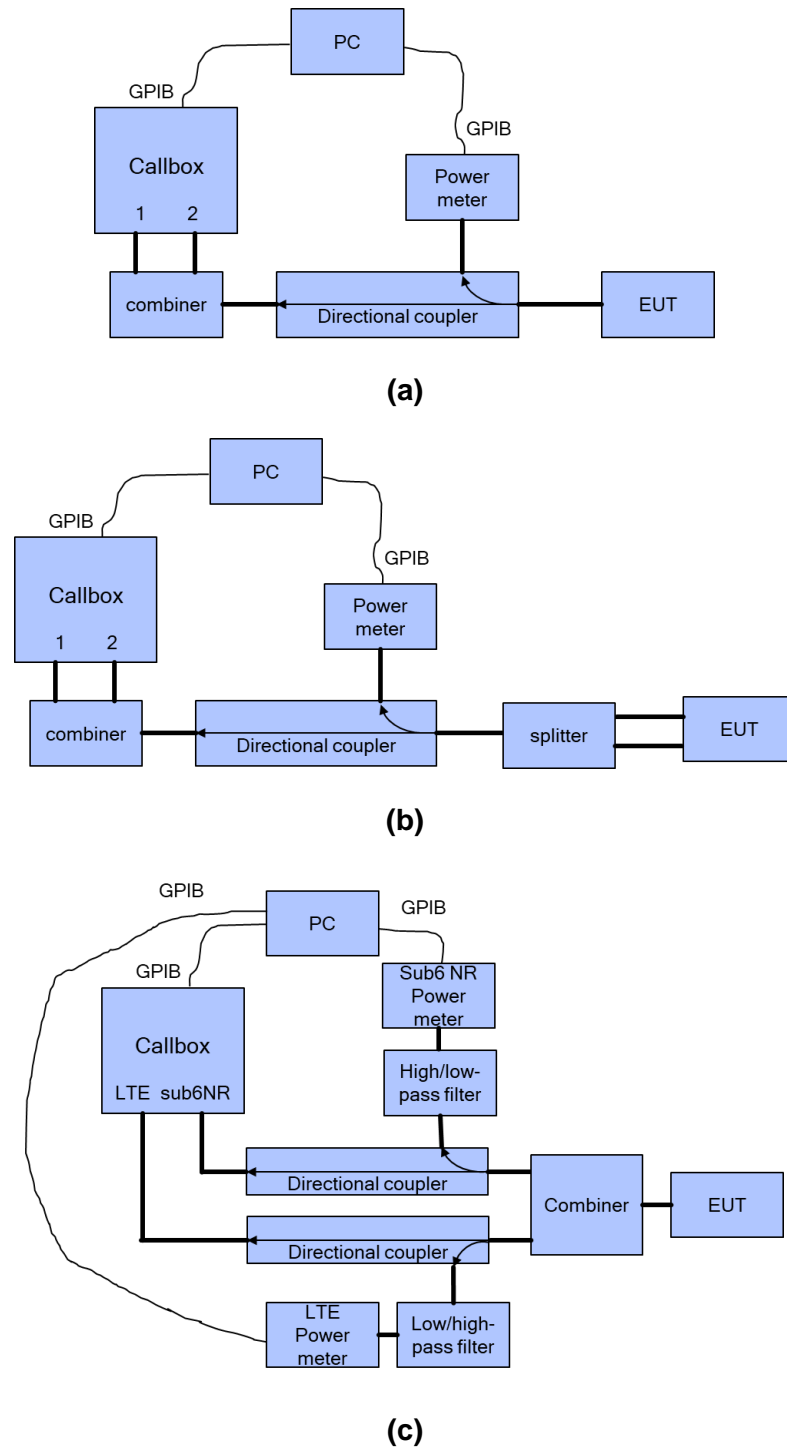 PC
GPIB
GPIB
Callbox
1 2
Power
meter
combiner
Directional coupler
EUT
(a)
PC
GPIB
GPIB
Callbox
1 2
Power
meter
combiner
Directional coupler
splitter
EUT
(b)
GPIB
PC
GPIB
GPIB
Sub6 NR
Power
meter
Callbox
LTE sub6NR
High/low-
pass filter
Directional coupler
Combiner
EUT
Directional coupler
LTE
Power
meter
Low/high-
pass filter
(c)